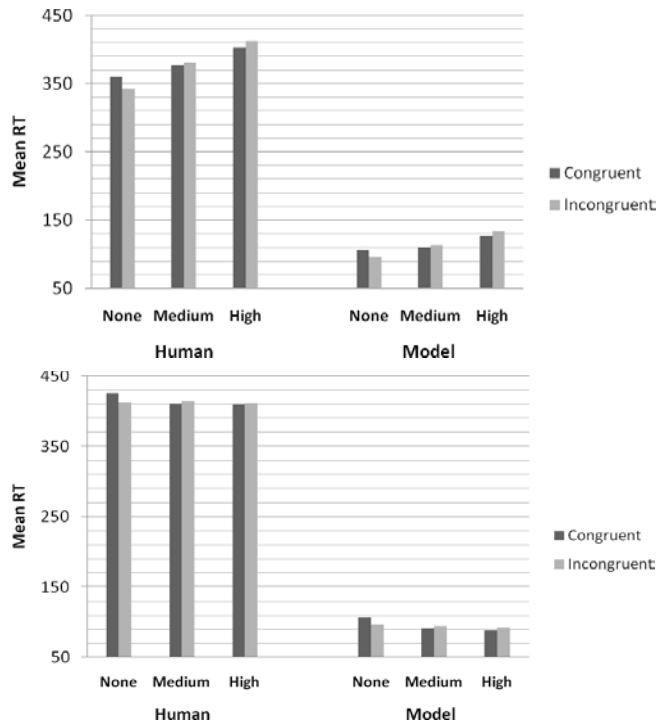 450
350
250
150
50
Mean RT
Congruent
Incongruent
None Medium High None Medium High
Human Model
450
350
250
150
50
Mean RT
Congruent
Incongruent
None Medium High None Medium High
Human Model